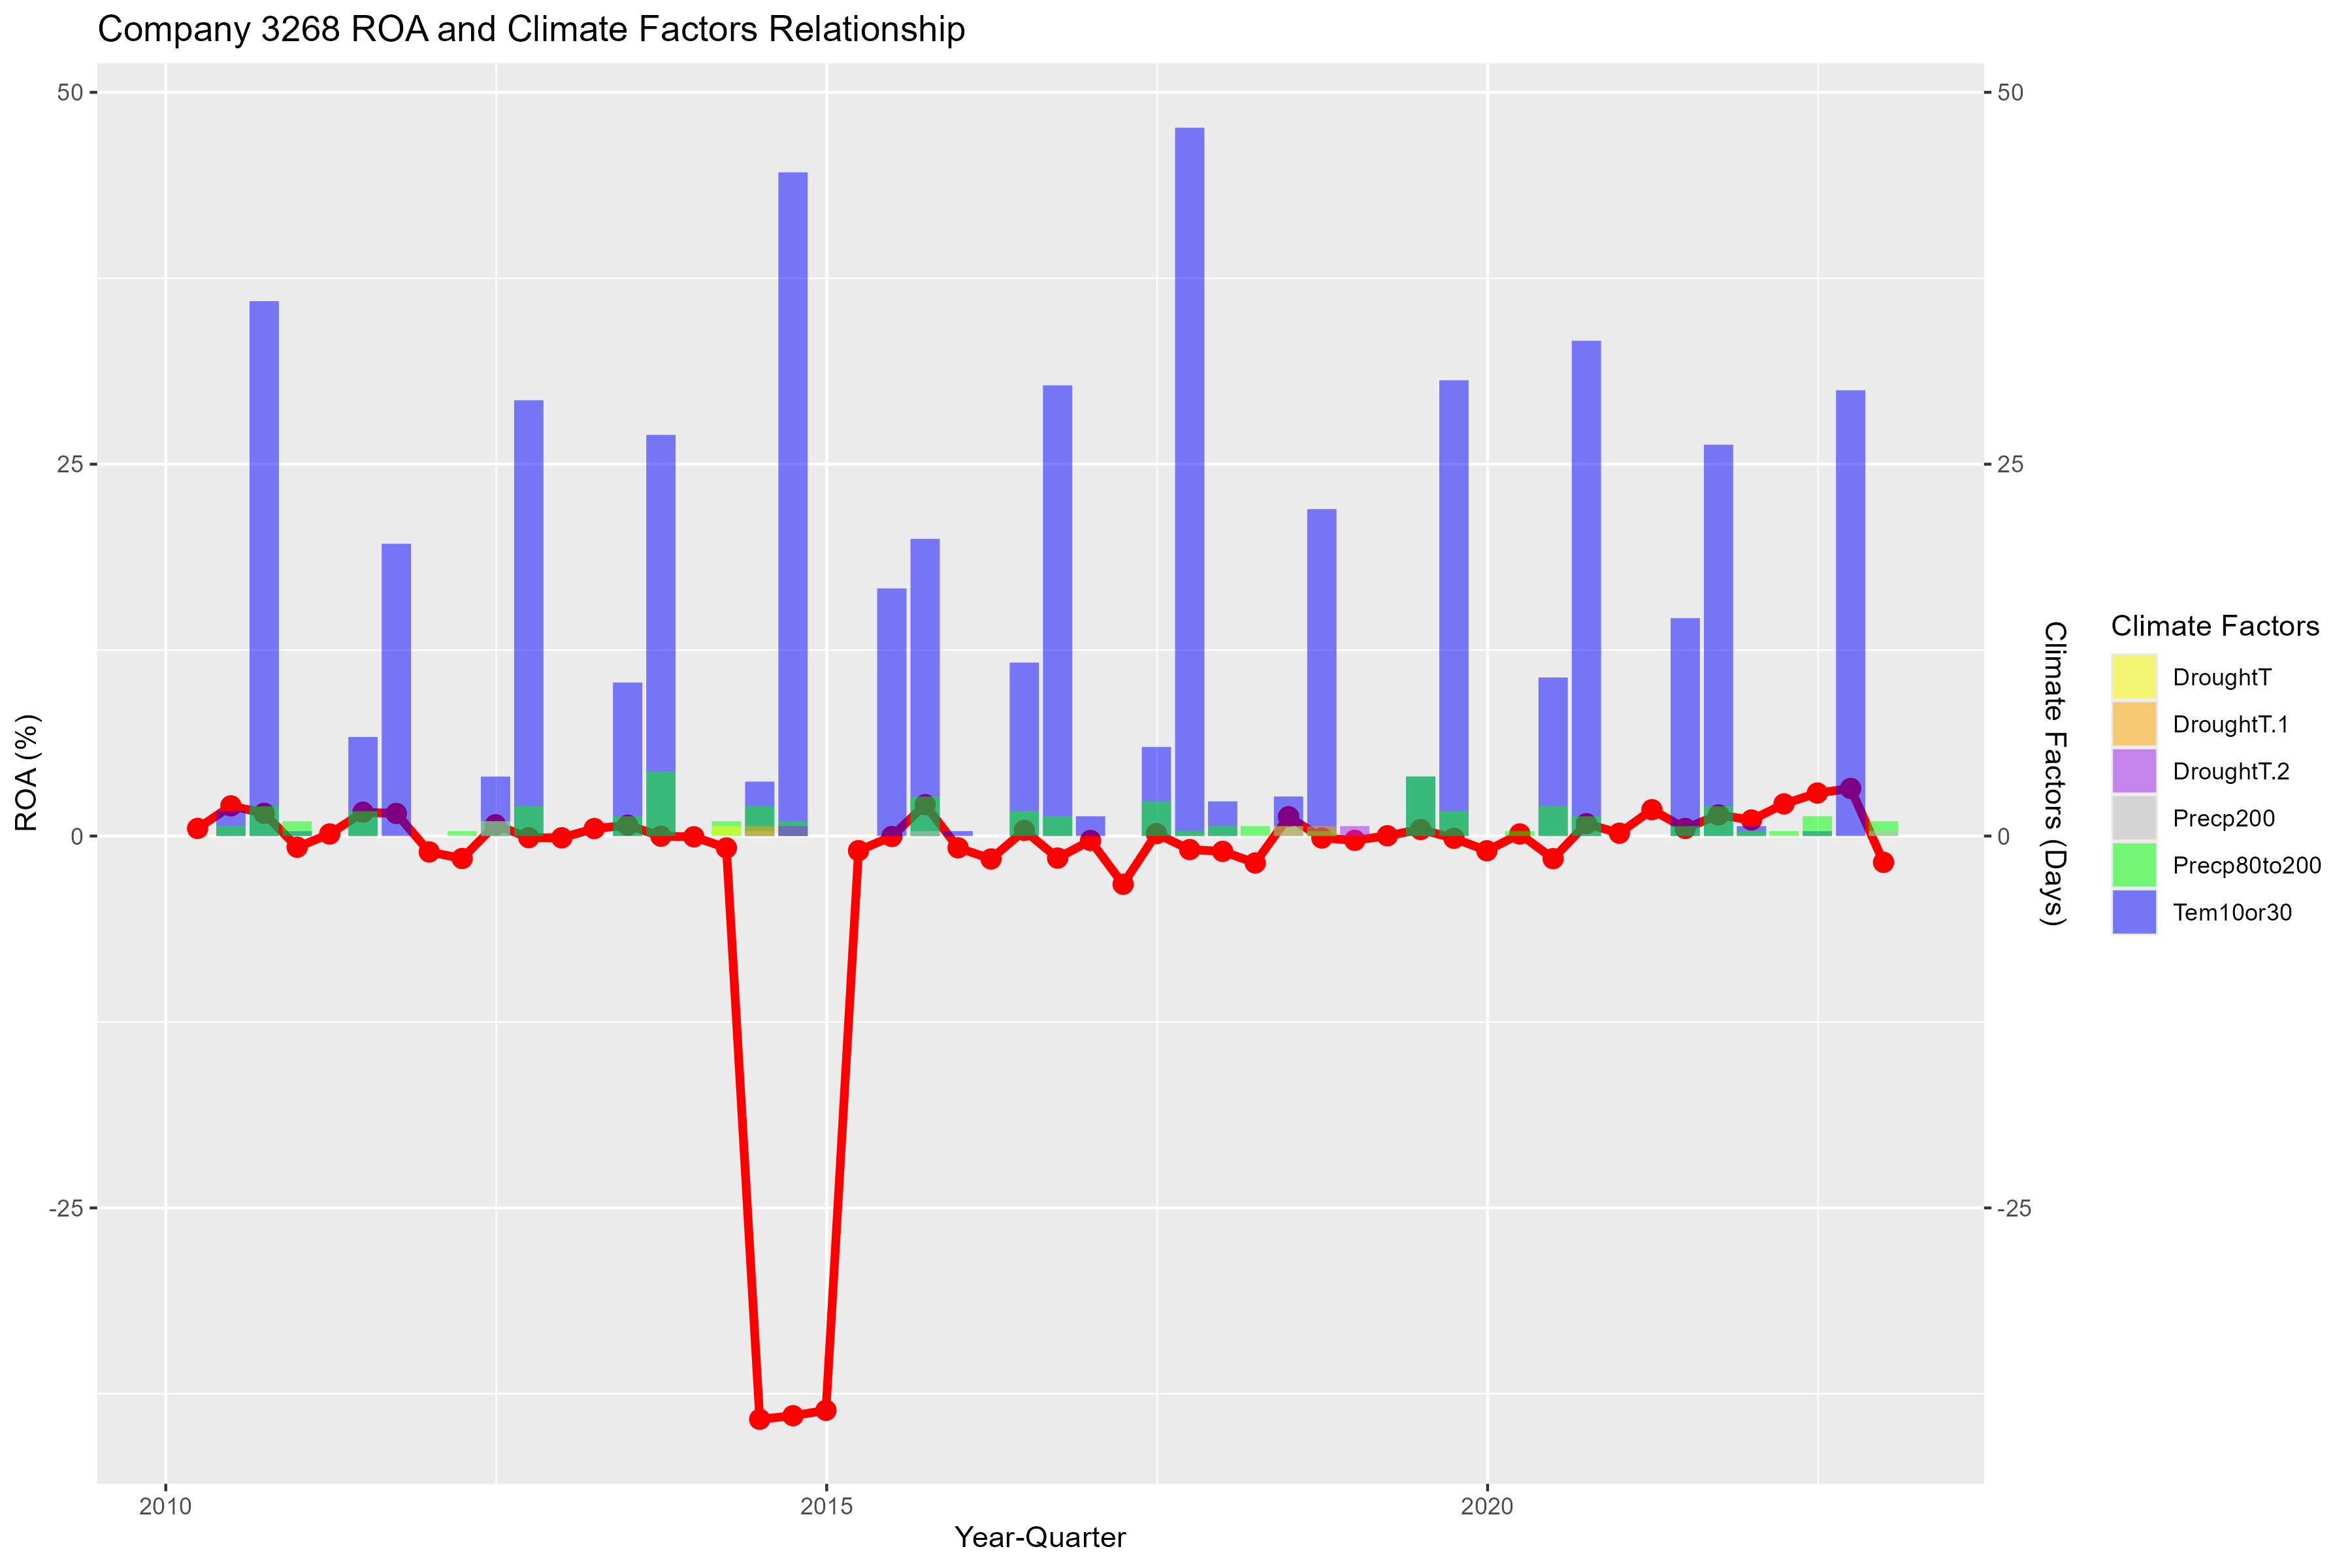 Company 3268 ROA and Climate Factors Relationship
50
25
0
-25
ROA (%)
50
25
0
-25
Climate Factors (Days)
2010
2015
2020
Year-Quarter
Climate Factors
DroughtT
DroughtT.1
DroughtT.2
Precp200
Precp80to200
Tem10or30